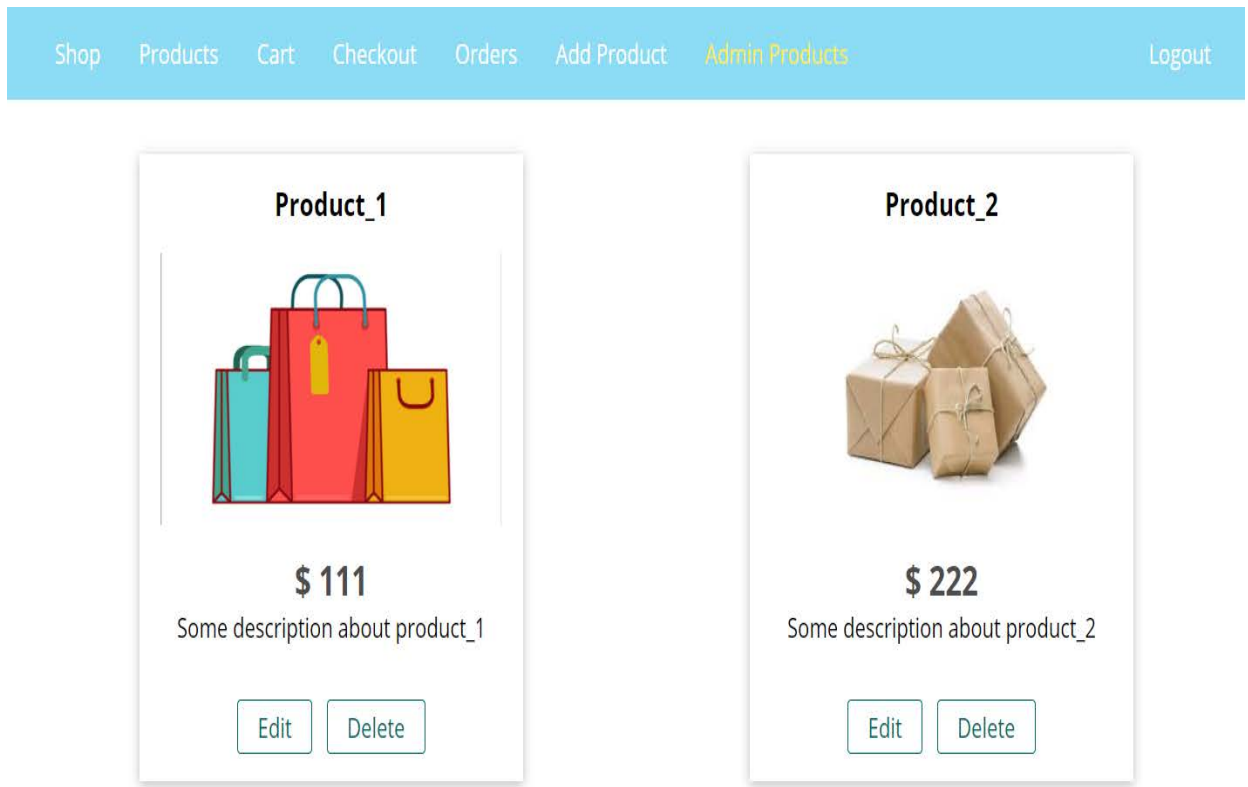 Shop Products Cart Checkout Orders Add Product Admin Products Logout
Product_1
$ 111
Some description about product_1
Edit Delete
Product_2
$ 222
Some description about product_2
Edit Delete